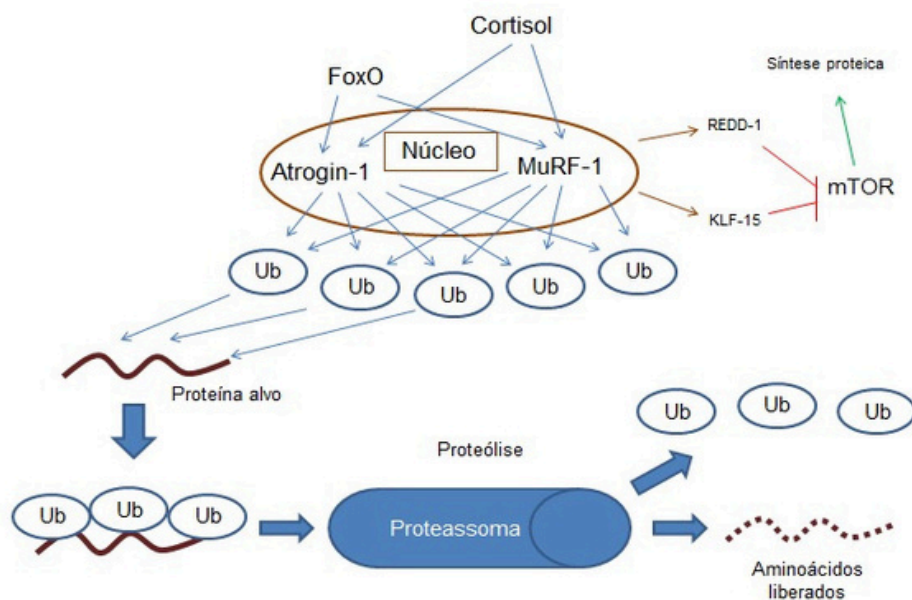 Cortisol
FoxO
Síntese proteica
Núcleo
REDD-1
Atrogin-1
MuRF-1
mTOR
KLF-15
Ub
Ub
Ub
Ub
Ub
Proteína alvo
Ub
Ub
Ub
Proteólise
Ub
Ub
Ub
Proteassoma
Aminoácidos
liberados